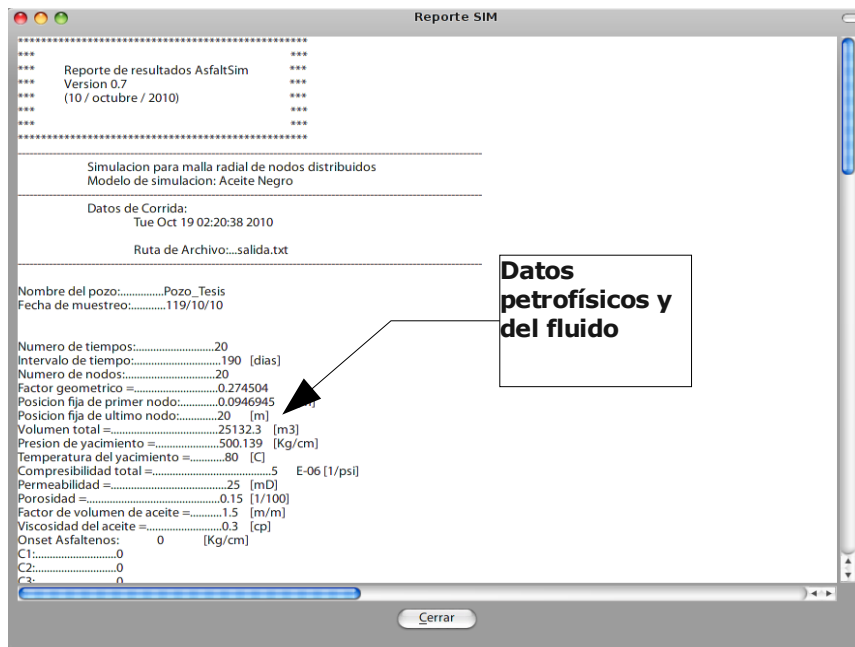 Reporte SIM
**************************************************
*** ***
*** Reporte de resultados AsfaltSim ***
*** Version 0.7 ***
*** (10 / octubre / 2010) ***
*** ***
*** ***
**************************************************
Simulacion para malla radial de nodos distribuidos
Modelo de simulacion: Aceite Negro
Datos de Corrida:
Tue Oct 19 02:20:38 2010
Ruta de Archivo:...salida.txt
Nombre del pozo:...............Pozo_Tesis
Fecha de muestreo:............119/10/10
Numero de tiempos:...........................20
Intervalo de tiempo:..............................190 [dias]
Numero de nodos:...............................20
Factor geometrico =.............................0.274504
Posicion fija de primer nodo:.............0.0946945
Posicion fija de ultimo nodo:.............20 [m]
Volumen total =.....................................25132.3 [m3]
Presion de yacimiento =......................500.139 [Kg/cm]
Temperatura del yacimiento =............80 [C]
Compresibilidad total =.........................................5 E-06 [1/psi]
Permeabilidad =................................25 [mD]
Porosidad =..............................................0.15 [1/100]
Factor de volumen de aceite =...........1.5 [m/m]
Viscosidad del aceite =.........................0.3 [cp]
Onset Asfaltenos: 0 [Kg/cm]
C1:............................0
C2:............................0
C3:............................0
Datos
petrofísicos y
del fluido
Cerrar